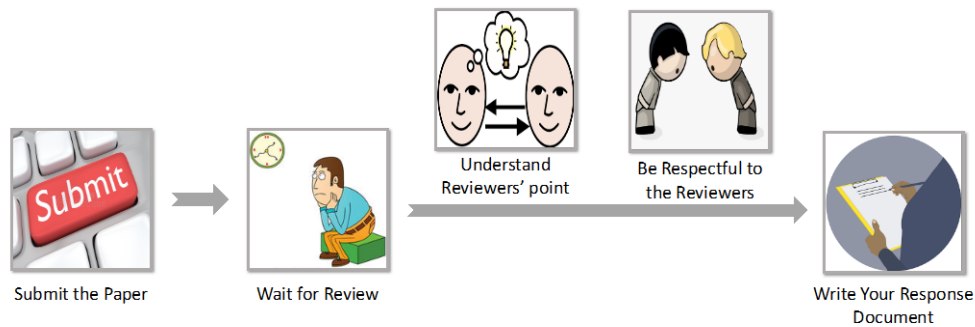 Submit
Submit the Paper
Wait for Review
Understand
Reviewers’ point
Be Respectful to
the Reviewers
Write Your Response
Document